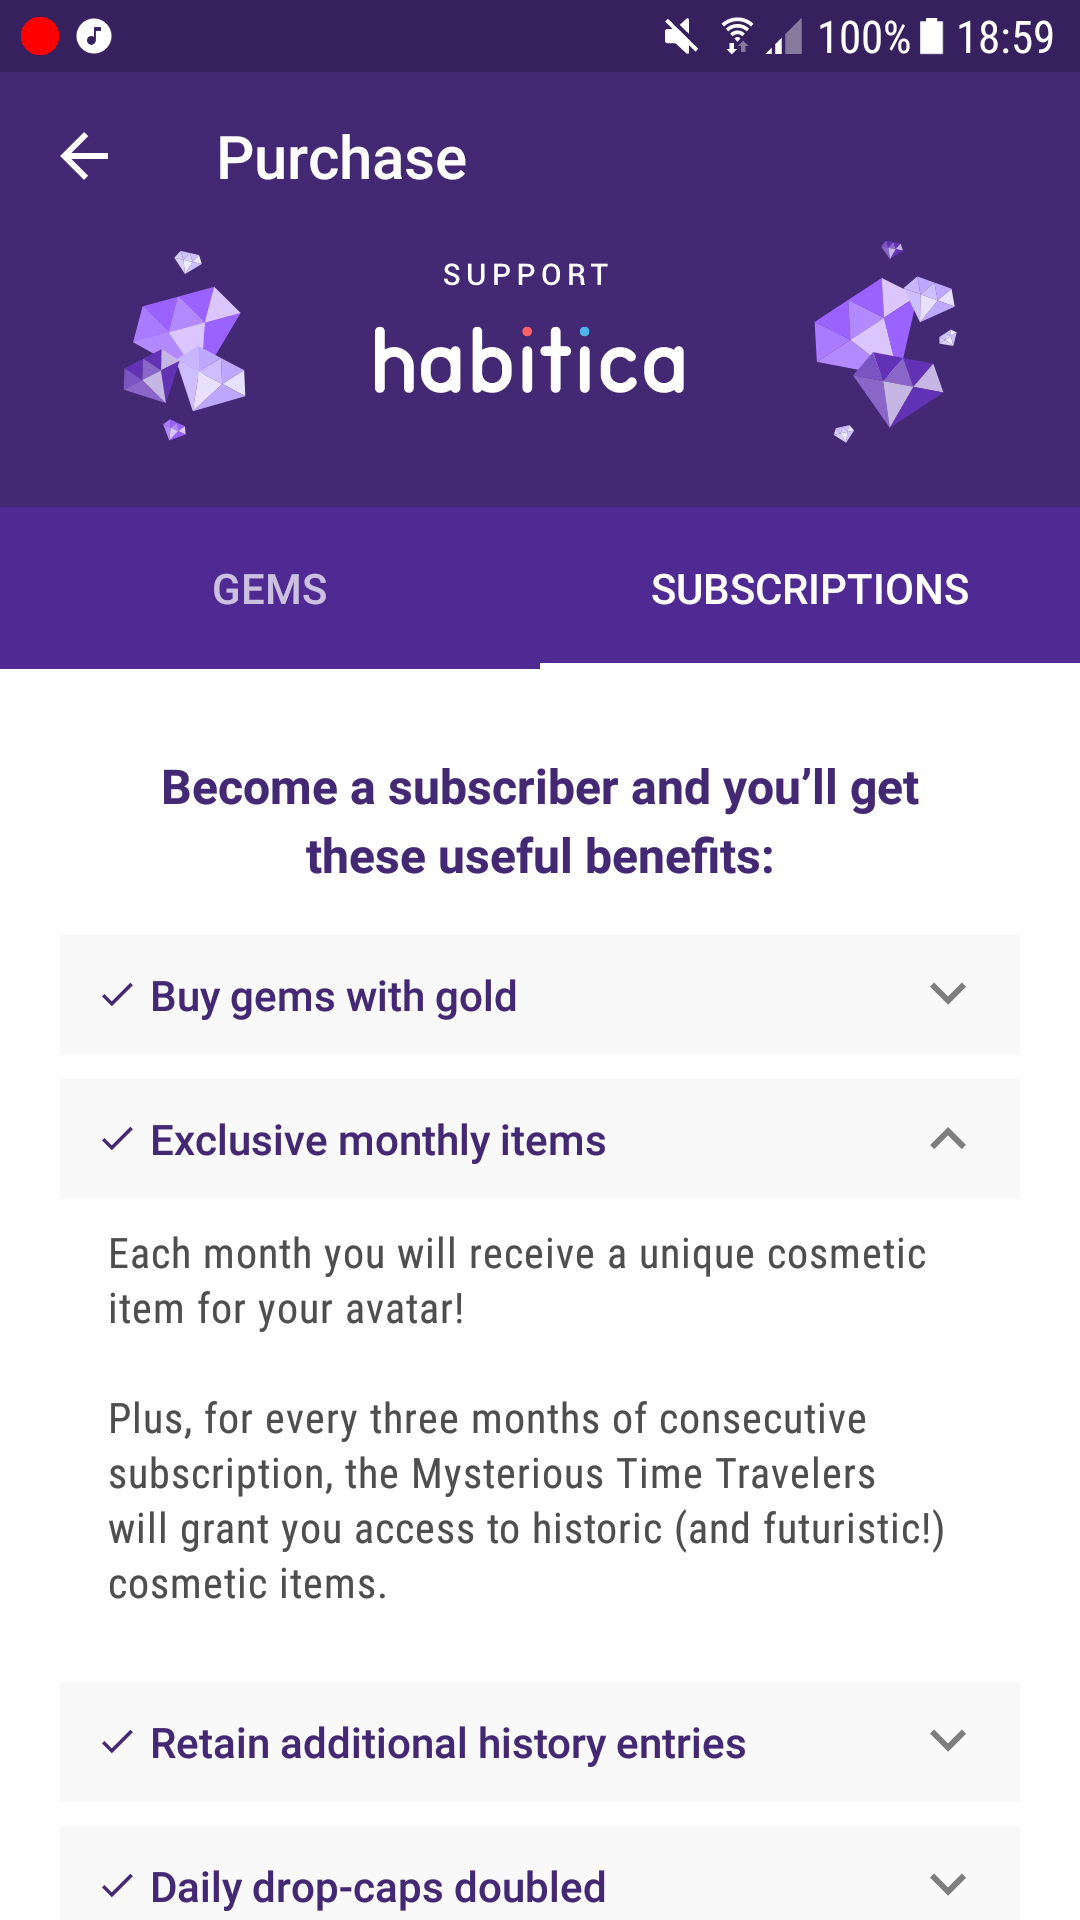 100% 18:59
Purchase
SUPPORT
habitica
GEMS
SUBSCRIPTIONS
Become a subscriber and you’ll get
these useful benefits:
Buy gems with gold
Exclusive monthly items
Each month you will receive a unique cosmetic
item for your avatar!
Plus, for every three months of consecutive
subscription, the Mysterious Time Travelers
will grant you access to historic (and futuristic!)
cosmetic items.
Retain additional history entries
Daily drop-caps doubled